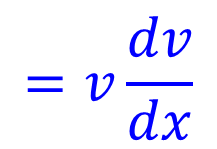 = v dv/dx